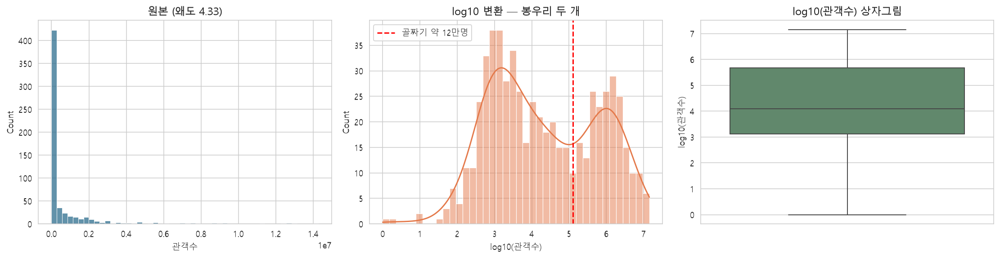 원본 (왜도 4.33)
Count
400
350
300
250
200
150
100
50
0
0.0 0.2 0.4 0.6 0.8 1.0 1.2 1.4
1e7
관객수
log10 변환 — 봉우리 두 개
골짜기 약 12만명
Count
35
30
25
20
15
10
5
0
0 1 2 3 4 5 6 7
log10(관객수)
log10(관객수) 상자그림
log10(관객수)
7
6
5
4
3
2
1
0